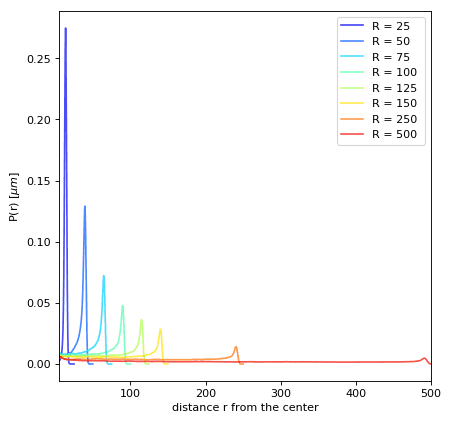 R = 25
R = 50
R = 75
R = 100
R = 125
R = 150
R = 250
R = 500
0.25
0.20
0.15
0.10
0.05
0.00
P(r) [μm]
100 200 300 400 500
distance r from the center